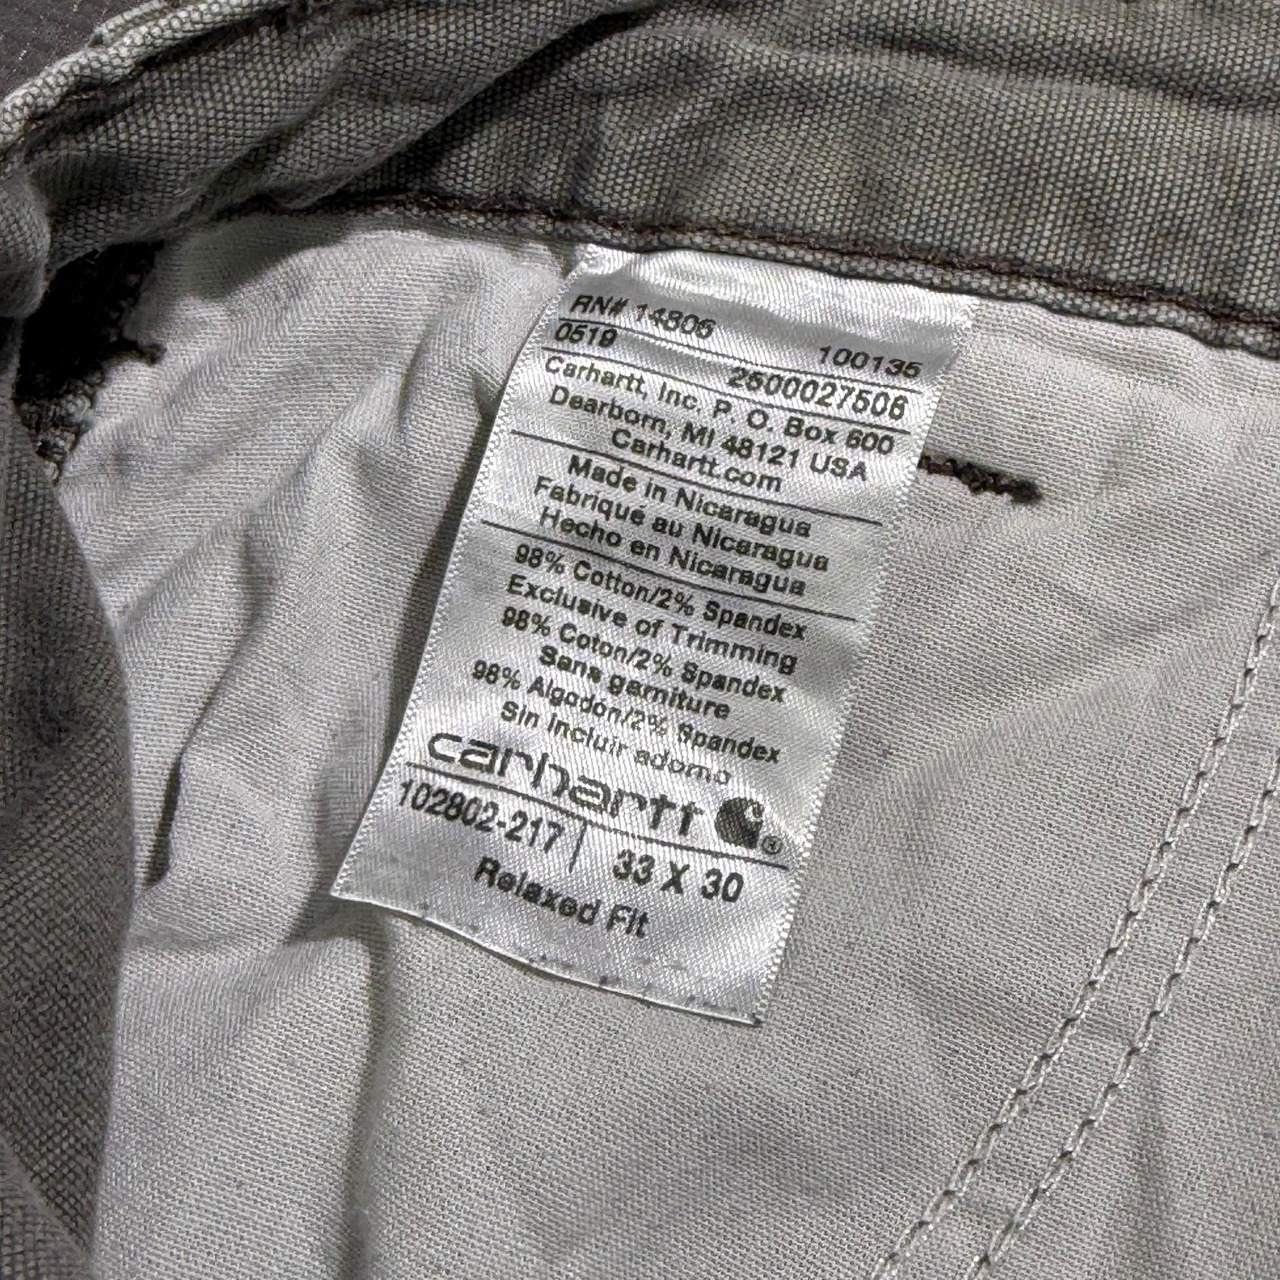 RN# 14806
100135
0519
2500027506
Carhartt, Inc. P. O. Box 600
Dearborn, MI 48121 USA
Carhartt.com
Made in Nicaragua
Fabriqué au Nicaragua
Hecho en Nicaragua
98% Cotton/2% Spandex
Exclusive of Trimming
98% Coton/2% Spandex
Sans garniture
98% Algodón/2% Spandex
Sin incluir adorno
carhartt ®
102802-217 | 33 X 30
Relaxed Fit